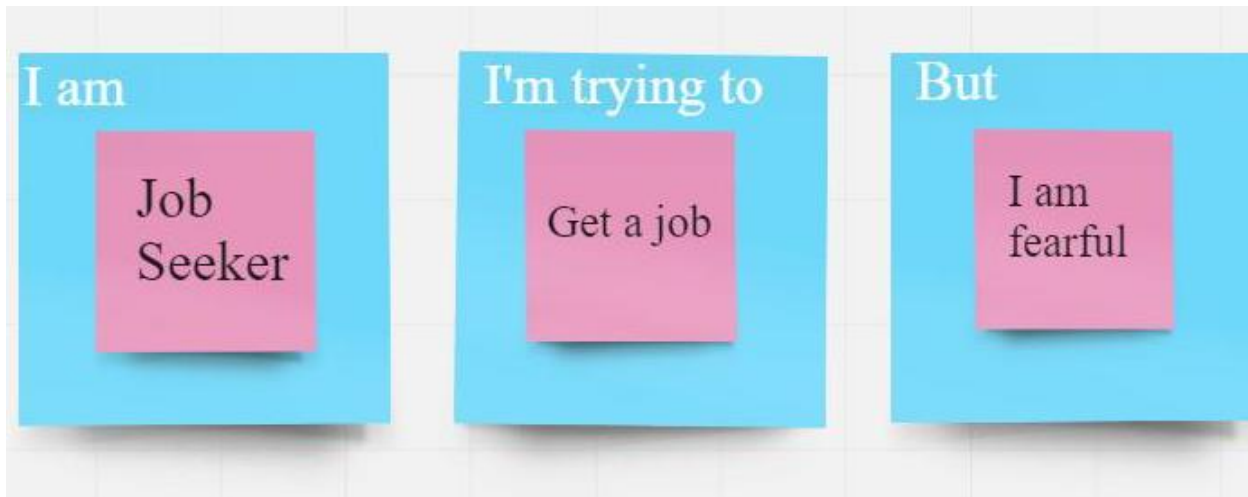 I am
Job
Seeker
I'm trying to
Get a job
But
I am
fearful